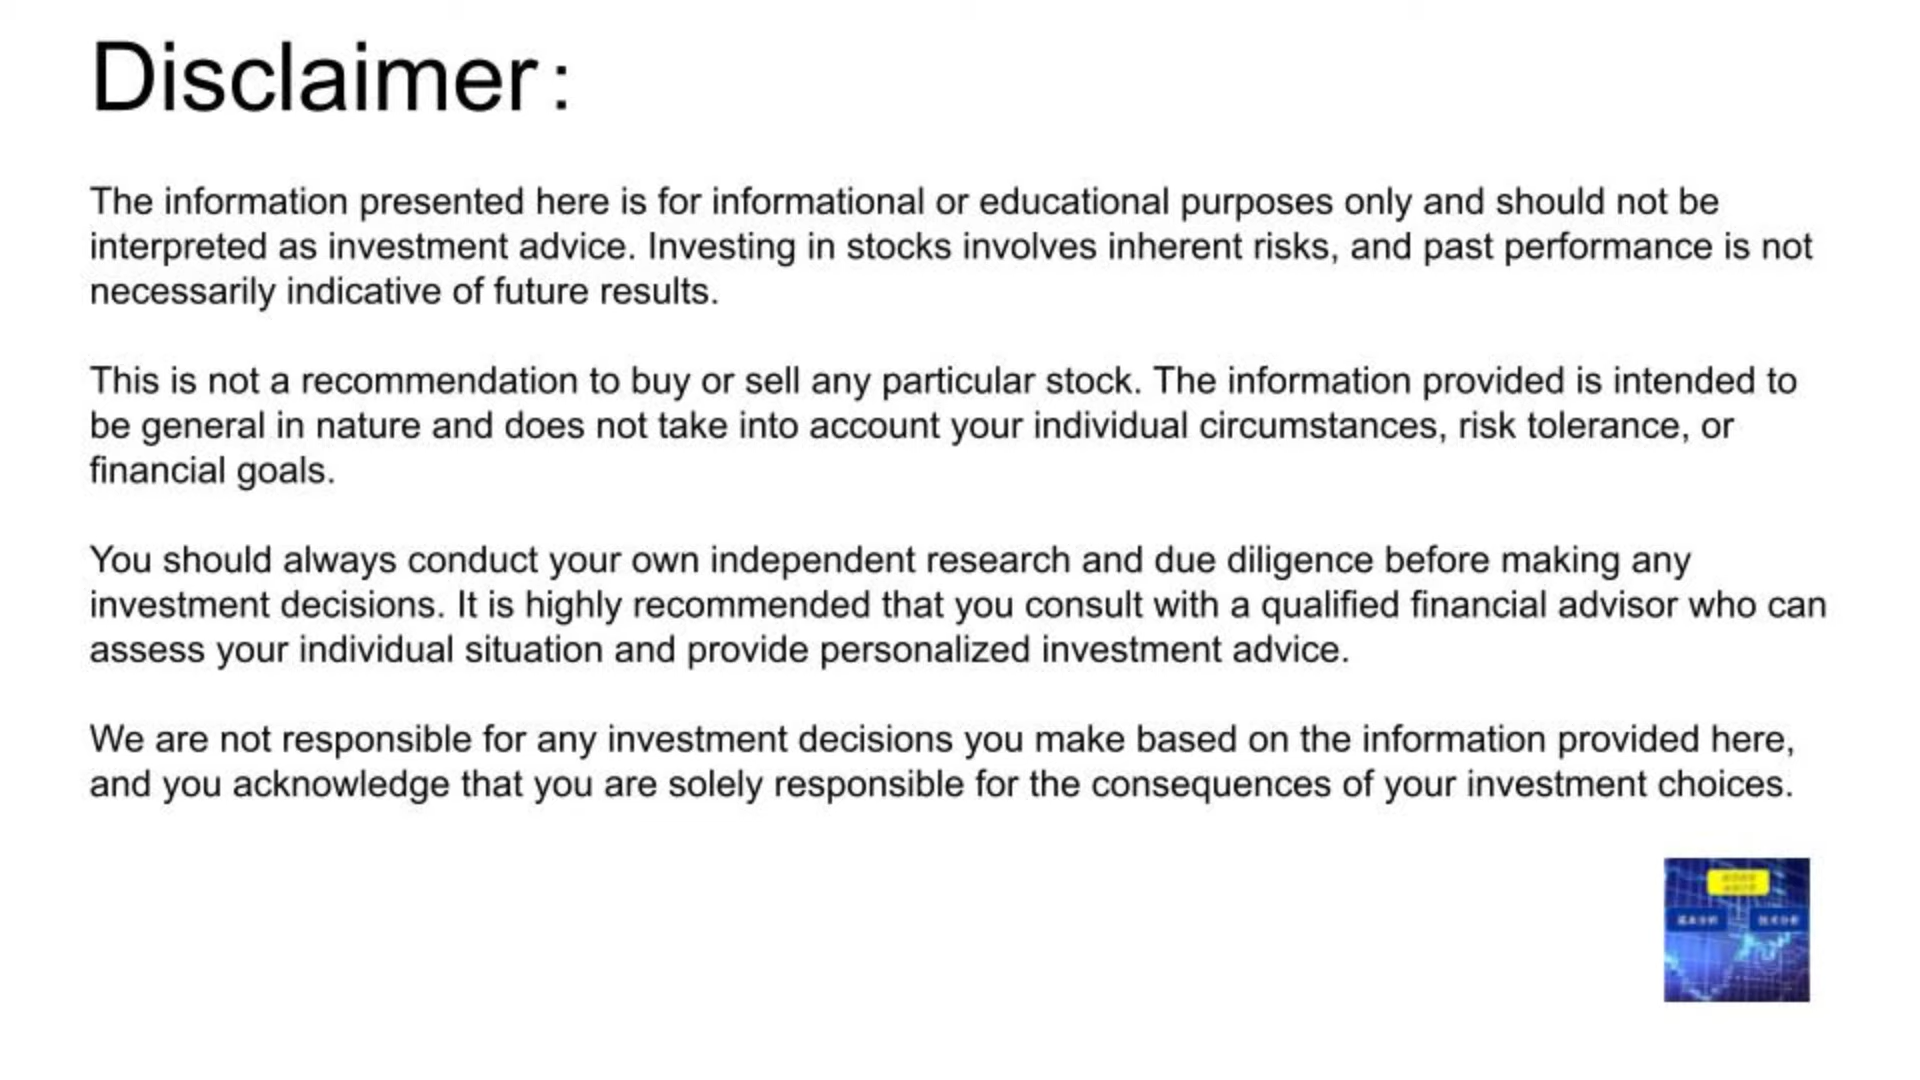 Disclaimer:
The information presented here is for informational or educational purposes only and should not be
interpreted as investment advice. Investing in stocks involves inherent risks, and past performance is not
necessarily indicative of future results.
This is not a recommendation to buy or sell any particular stock. The information provided is intended to
be general in nature and does not take into account your individual circumstances, risk tolerance, or
financial goals.
You should always conduct your own independent research and due diligence before making any
investment decisions. It is highly recommended that you consult with a qualified financial advisor who can
assess your individual situation and provide personalized investment advice.
We are not responsible for any investment decisions you make based on the information provided here,
and you acknowledge that you are solely responsible for the consequences of your investment choices.